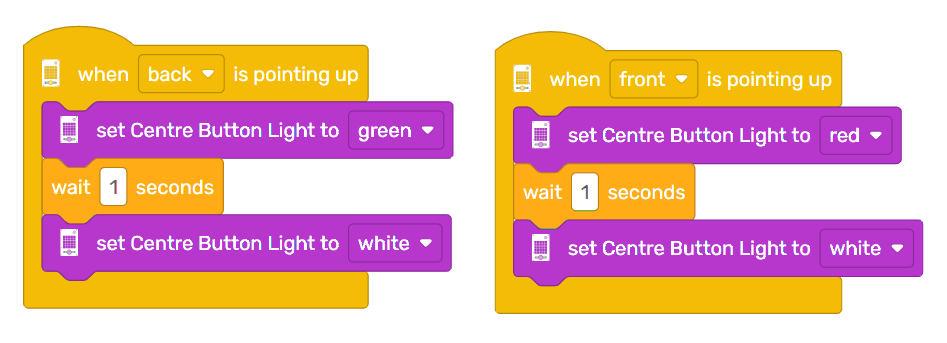 when back is pointing up
set Centre Button Light to green
wait 1 seconds
set Centre Button Light to white
when front is pointing up
set Centre Button Light to red
wait 1 seconds
set Centre Button Light to white